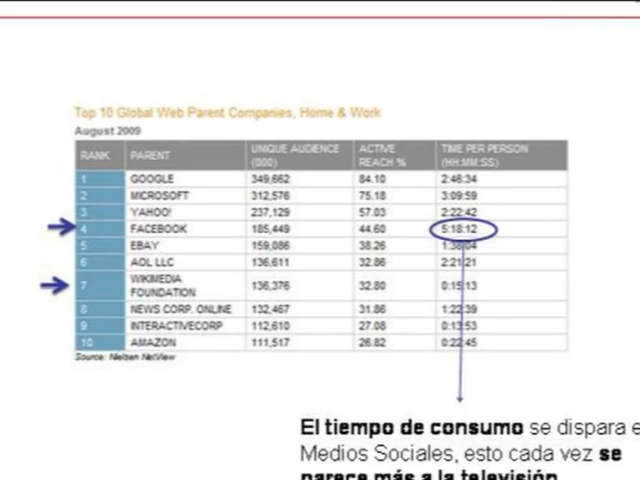 Top 10 Global Web Parent Companies, Home & Work
August 2009
RANK PARENT UNIQUE AUDIENCE (000) ACTIVE REACH % TIME PER PERSON (HH:MM:SS)
1 GOOGLE 349,662 84.10 2:46:34
2 MICROSOFT 312,576 75.18 3:09:59
3 YAHOO! 237,129 57.03 2:22:42
4 FACEBOOK 185,449 44.60 5:18:12
5 EBAY 159,086 38.26
6 AOL LLC 136,611 32.86 2:21:21
7 WIKIMEDIA FOUNDATION 136,376 32.80 0:15:13
8 NEWS CORP. ONLINE 132,467 31.86 1:22:39
9 INTERACTIVECORP 112,610 27.08 0:13:53
10 AMAZON 111,517 26.82 0:22:45
Source: Nielsen NetView
El tiempo de consumo se dispara e
Medios Sociales, esto cada vez se
parece más a la televisión